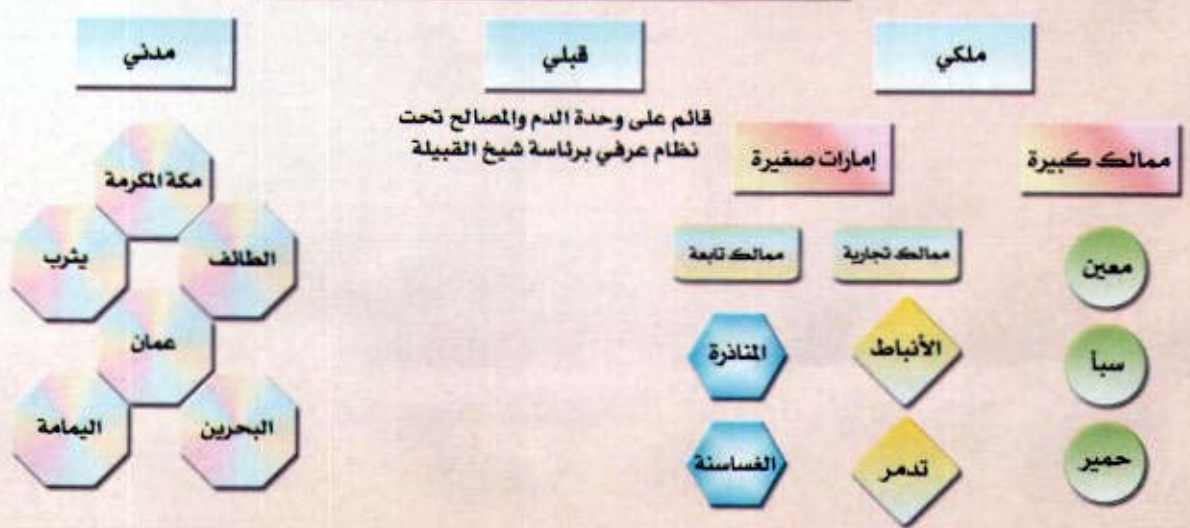 ملكي
قبلي
مدني
قائم على وحدة الدم والمصالح تحت
نظام عرفي برئاسة شيخ القبيلة
ممالك كبيرة
إمارات صغيرة
معين
سبأ
حمير
ممالك تجارية
ممالك تابعة
الأنباط
تدمر
المناذرة
الغساسنة
مكة المكرمة
الطائف
يثرب
عمان
البحرين
اليمامة